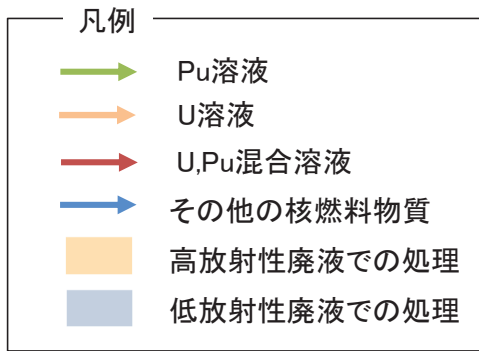 凡例
Pu溶液
U溶液
U,Pu混合溶液
その他の核燃料物質
高放射性廃液での処理
低放射性廃液での処理